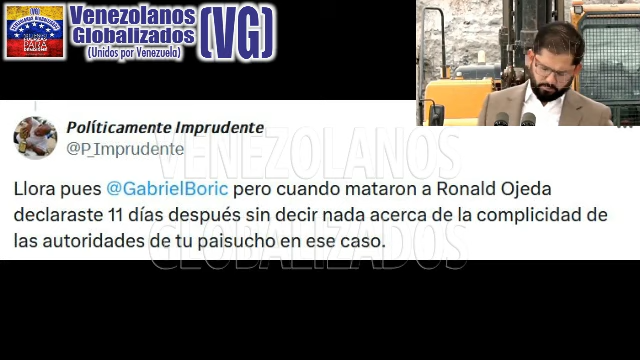 Venezolanos
Globalizados
(Unidos por Venezuela)
(VG)
Políticamente Imprudente
@P_Imprudente
Llora pues @GabrielBoric pero cuando mataron a Ronald Ojeda
declaraste 11 días después sin decir nada acerca de la complicidad de
las autoridades de tu paisucho en ese caso.
VENEZOLANOS
GLOBALIZADOS